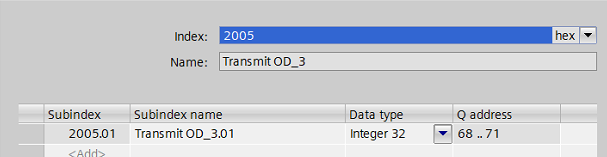 Index: 2005 hex
Name: Transmit OD_3
Subindex Subindex name Data type Q address
2005.01 Transmit OD_3.01 Integer 32 68 .. 71
<Add>